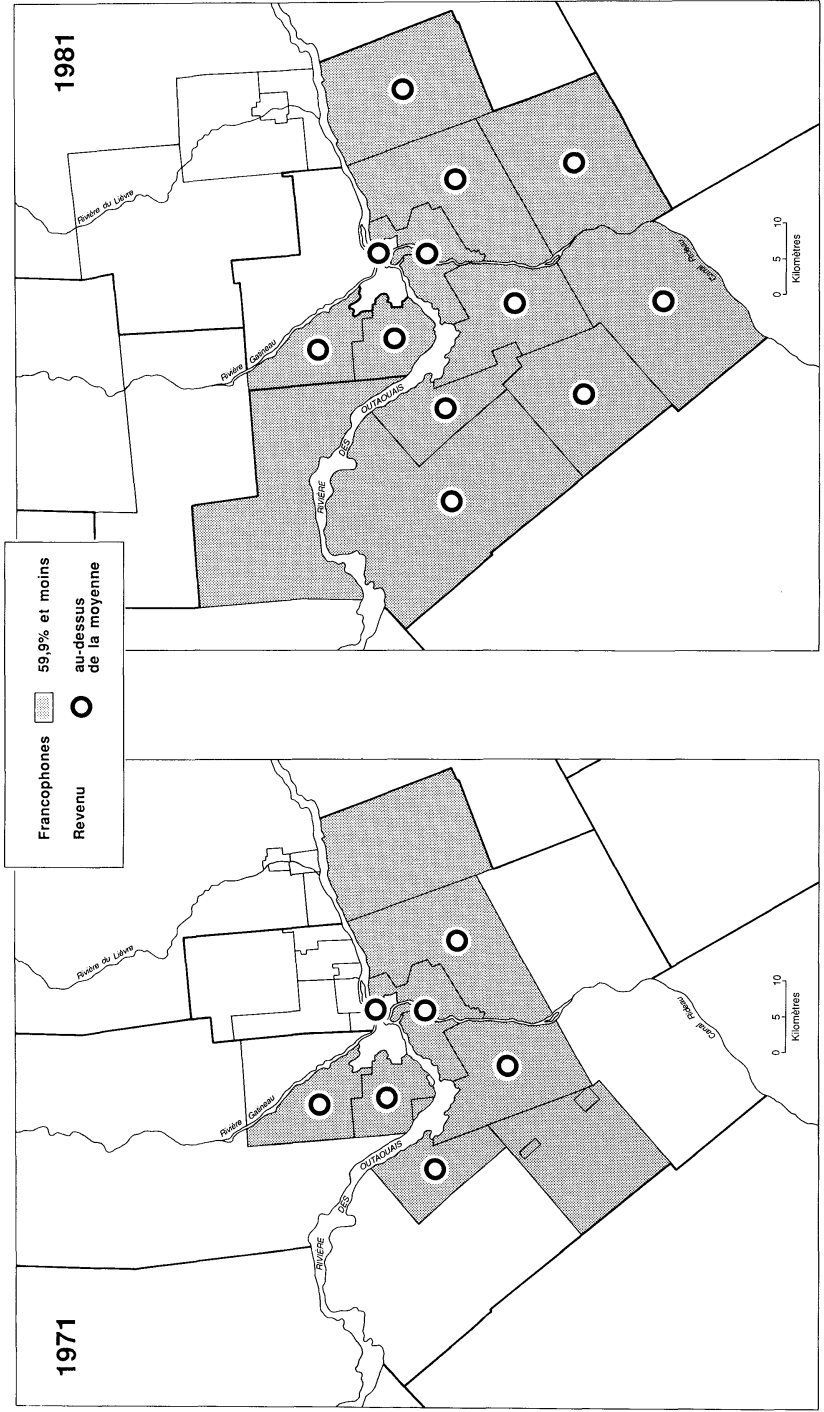 1971
Rivière du Lièvre
Rivière Gatineau
RIVIÈRE
DES
OUTAOUAIS
Canal
Rideau
0 5 10
Kilomètres
Francophones 59,9% et moins
Revenu au-dessus
de la moyenne
1981
Rivière du Lièvre
Rivière Gatineau
RIVIÈRE
DES
OUTAOUAIS
Canal
Rideau
0 5 10
Kilomètres